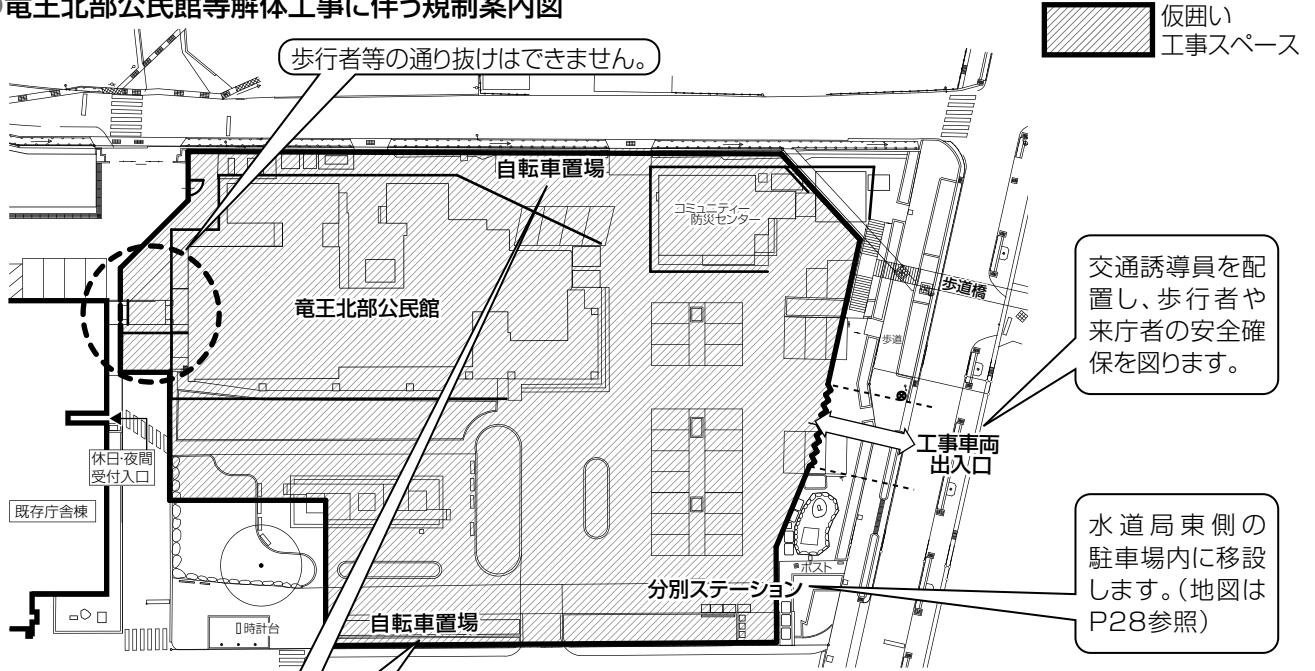 竜王北部公民館等解体工事に伴う規制案内図
仮囲い
工事スペース
歩行者等の通り抜けはできません。
自転車置場
コミュニティー
防災センター
竜王北部公民館
歩道橋
歩道
交通誘導員を配
置し、歩行者や
来庁者の安全確
保を図ります。
工事車両
出入口
休日・夜間
受付入口
既存庁舎棟
水道局東側の
駐車場内に移設
します。(地図は
P28参照)
ポスト
分別ステーション
自転車置場
時計台